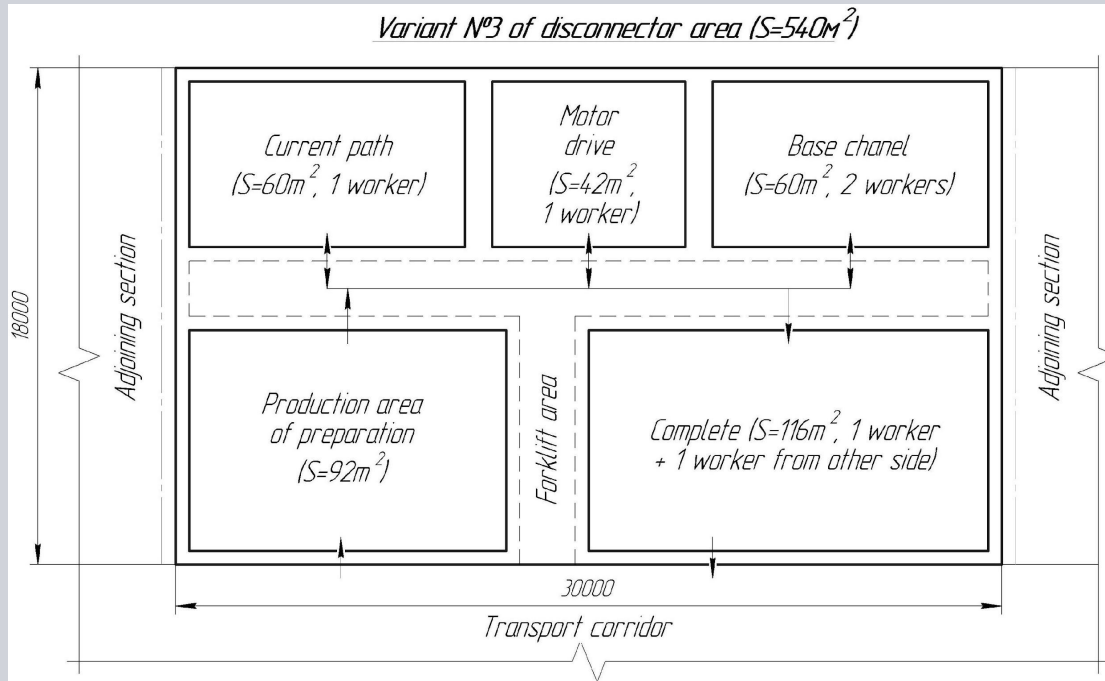 Variant №3 of disconnector area (S=540м²)
Current path
(S=60m², 1 worker)
Motor
drive
(S=42m²,
1 worker)
Base chanel
(S=60m², 2 workers)
18000
Adjoining section
Adjoining section
Production area
of preparation
(S=92m²)
Forklift area
Complete (S=116m², 1 worker
+ 1 worker from other side)
30000
Transport corridor